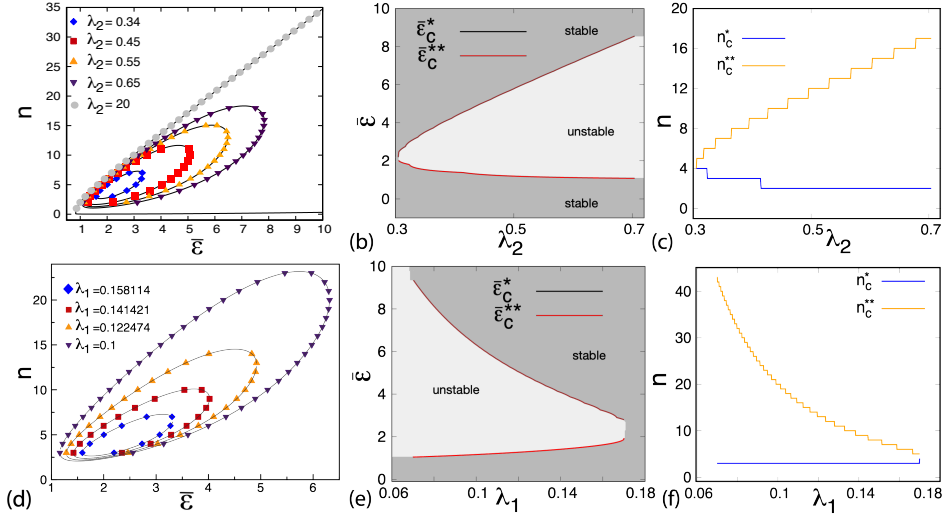 λ2= 0.34
λ2= 0.45
λ2= 0.55
λ2= 0.65
λ2= 20
n
35
30
25
20
15
10
5
0
1 2 3 4 5 6 7 8 9 10
ε̄
ε̄c*
ε̄c**
stable
unstable
stable
ε̄
10
8
6
4
2
0
0.3 0.5 0.7
(b) λ2
nc*
nc**
n
20
16
12
8
4
0.3 0.5 0.7
(c) λ2
λ1=0.158114
λ1=0.141421
λ1=0.122474
λ1=0.1
n
20
15
10
5
0
1 2 3 4 5 6
(d) ε̄
ε̄c*
ε̄c**
stable
unstable
ε̄
10
8
6
4
2
0
0.06 0.1 0.14 0.18
(e) λ1
nc*
nc**
n
40
30
20
10
0
0.06 0.1 0.14 0.18
(f) λ1